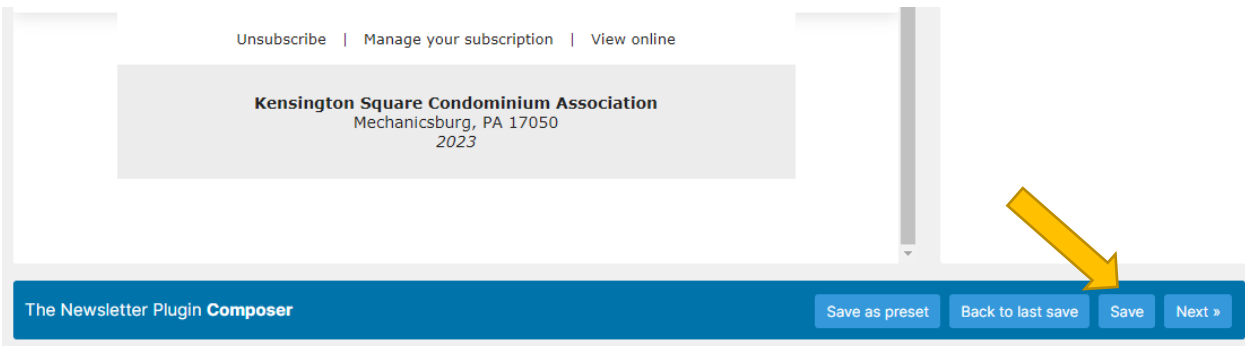 Unsubscribe | Manage your subscription | View online
Kensington Square Condominium Association
Mechanicsburg, PA 17050
2023
The Newsletter Plugin Composer
Save as preset
Back to last save
Save
Next »